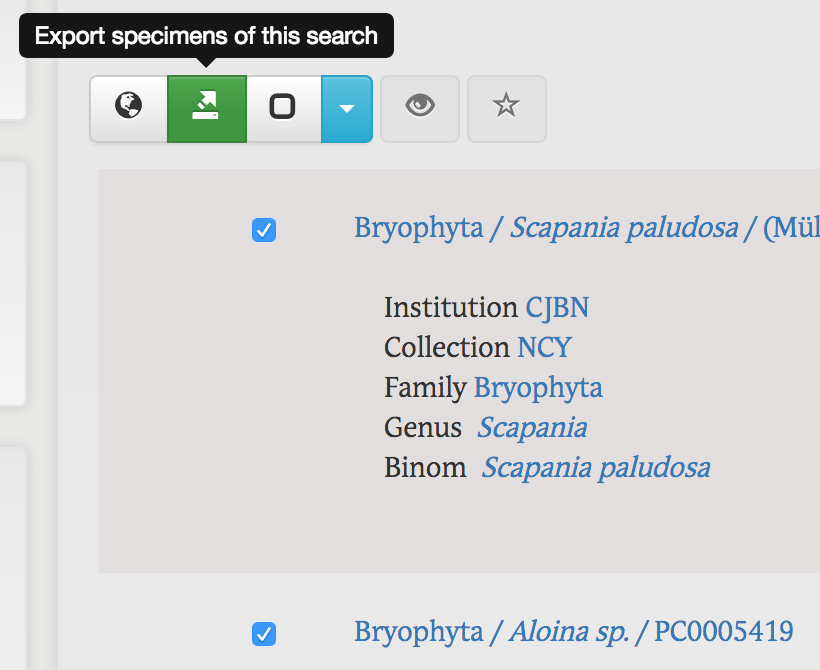 Export specimens of this search
Bryophyta / Scapania paludosa / (Mül
Institution CJBN
Collection NCY
Family Bryophyta
Genus Scapania
Binom Scapania paludosa
Bryophyta / Aloina sp. / PC0005419